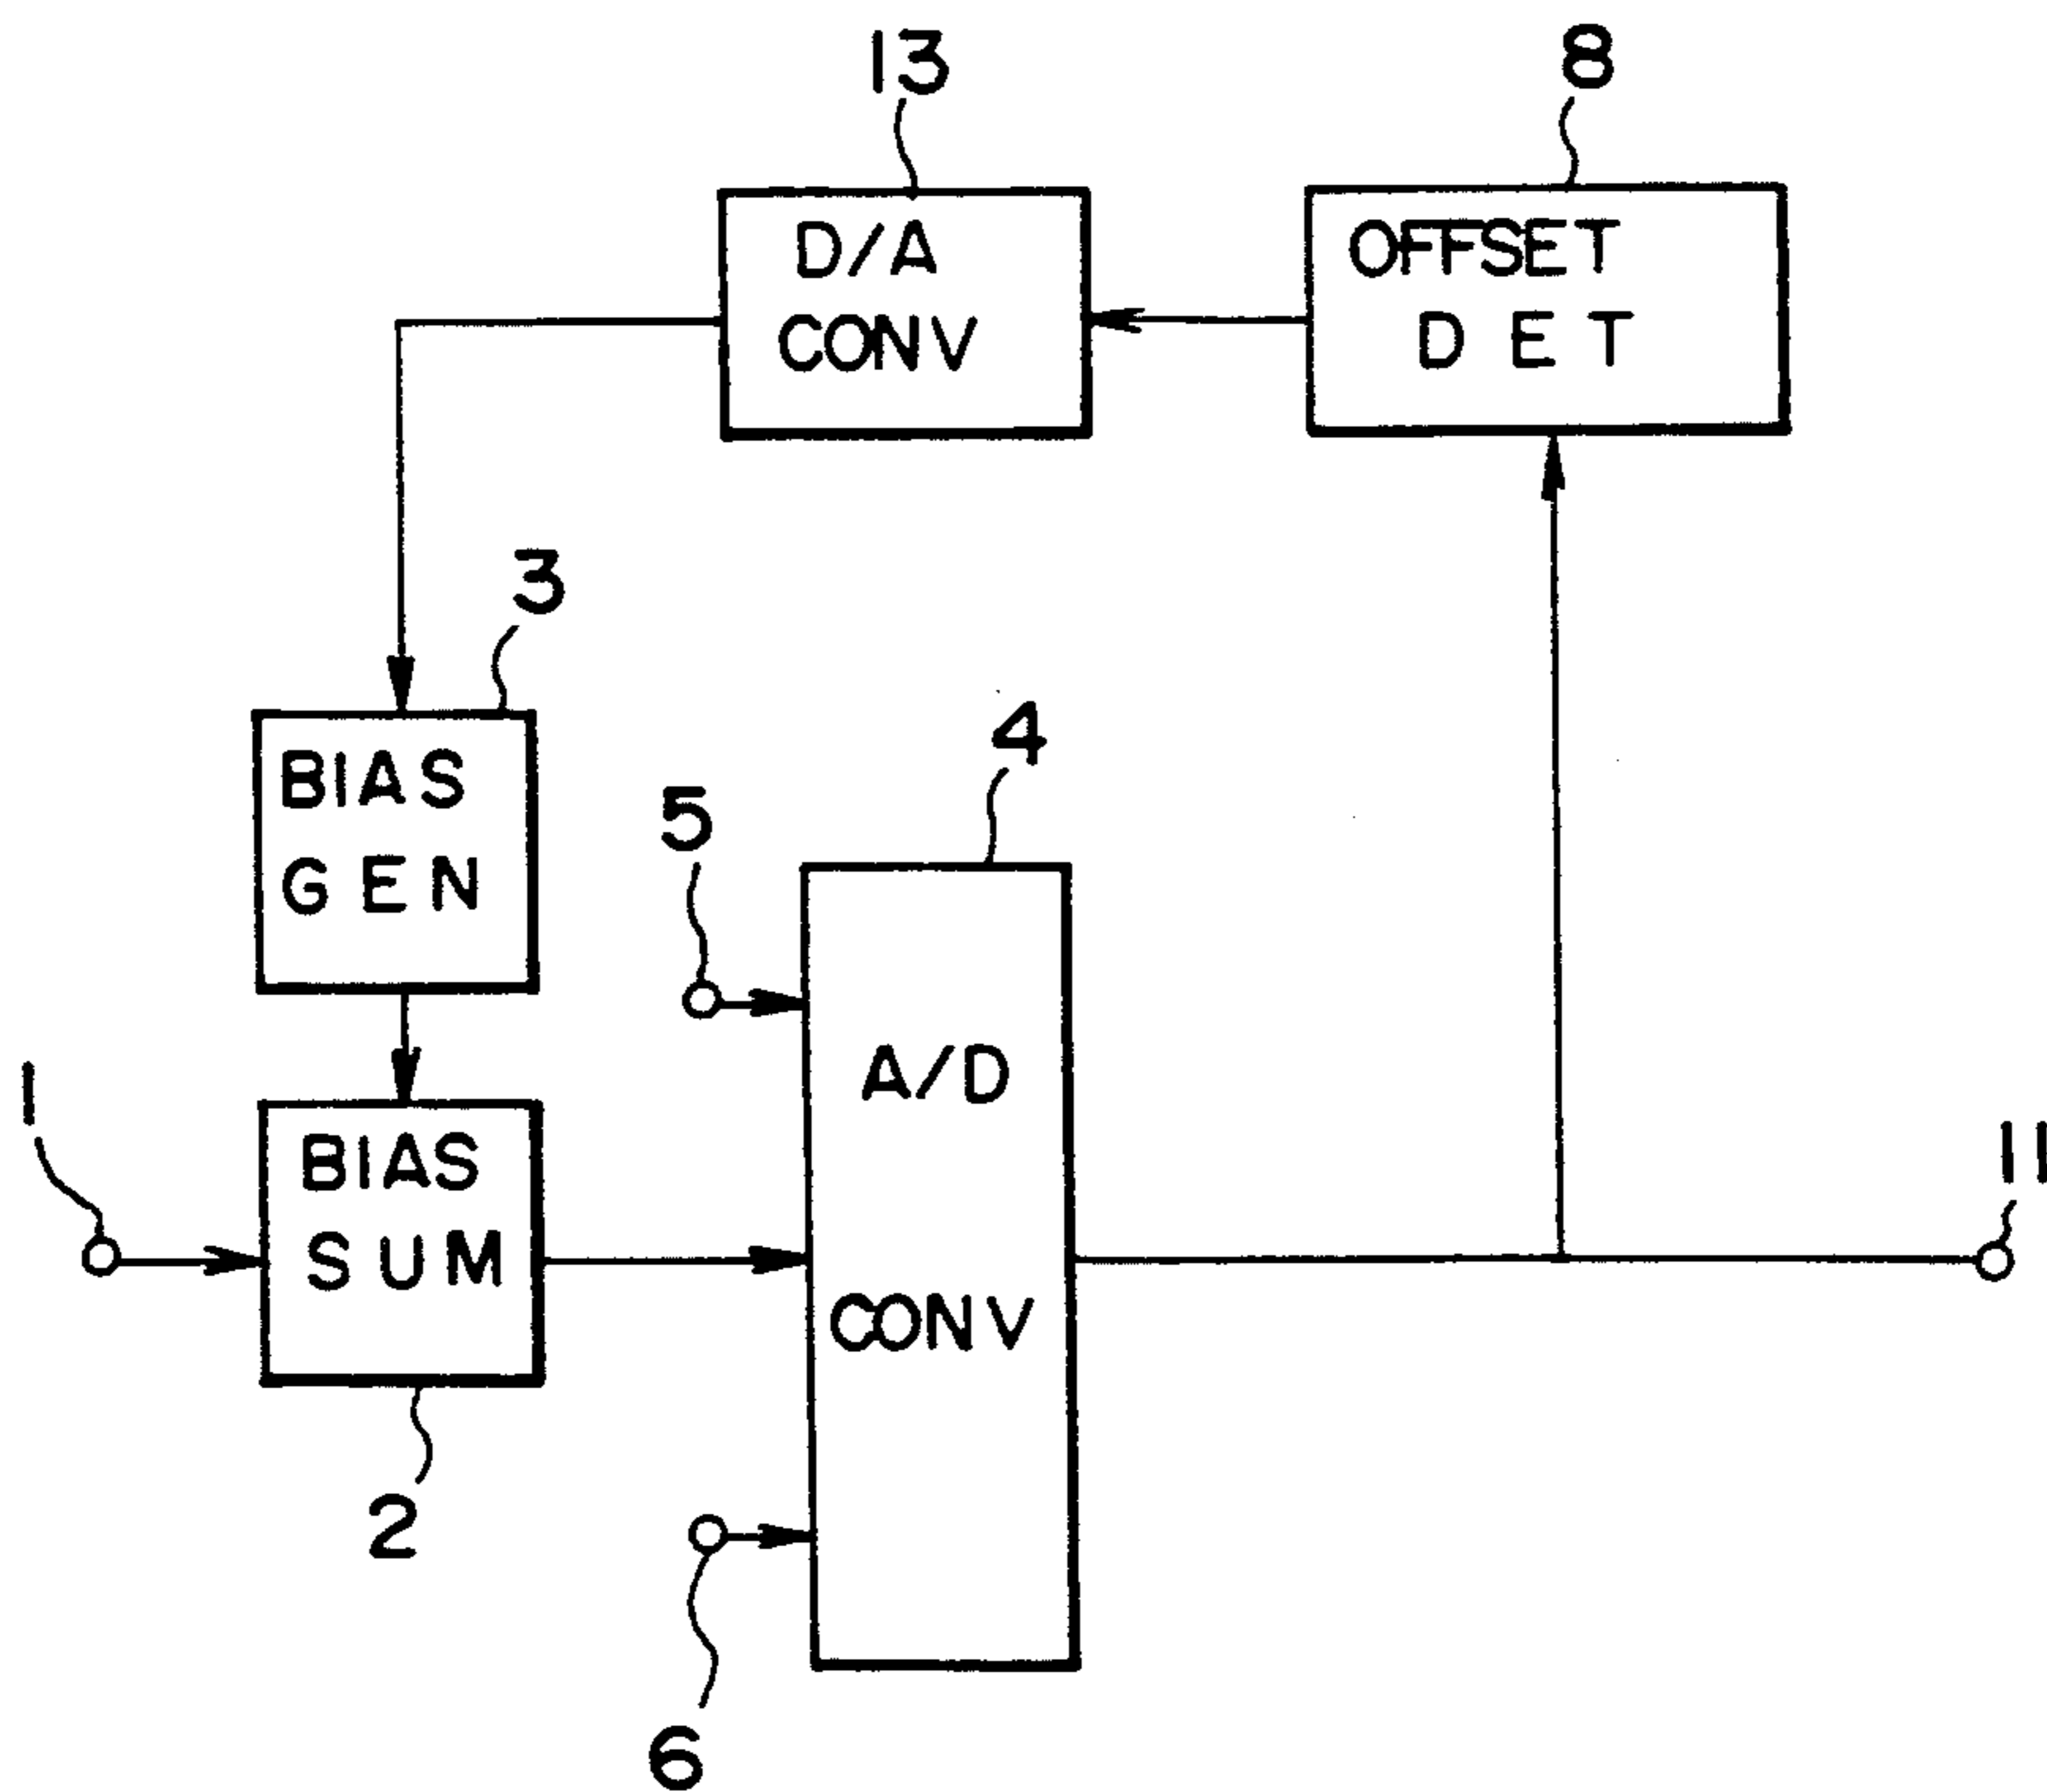 13
8
D/A
CONV
OFFSET
DET
3
BIAS
GEN
4
5
A/D
CONV
1
BIAS
SUM
11
2
6